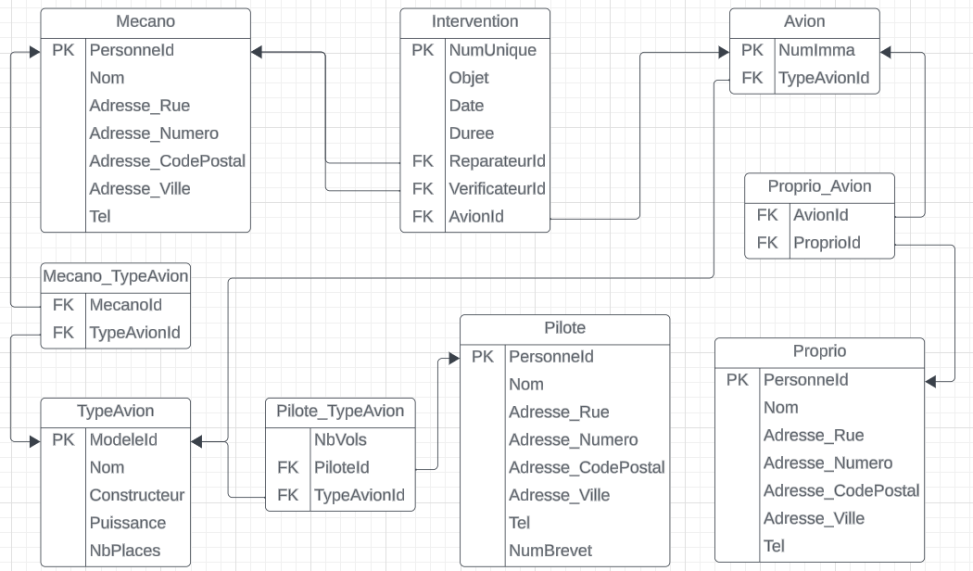 Mecano
PK PersonneId
Nom
Adresse_Rue
Adresse_Numero
Adresse_CodePostal
Adresse_Ville
Tel
Intervention
PK NumUnique
Objet
Date
Duree
FK ReparateurId
FK VerificateurId
FK AvionId
Avion
PK NumImma
FK TypeAvionId
Proprio_Avion
FK AvionId
FK ProprioId
Mecano_TypeAvion
FK MecanoId
FK TypeAvionId
TypeAvion
PK ModeleId
Nom
Constructeur
Puissance
NbPlaces
Pilote_TypeAvion
NbVols
FK PiloteId
FK TypeAvionId
Pilote
PK PersonneId
Nom
Adresse_Rue
Adresse_Numero
Adresse_CodePostal
Adresse_Ville
Tel
NumBrevet
Proprio
PK PersonneId
Nom
Adresse_Rue
Adresse_Numero
Adresse_CodePostal
Adresse_Ville
Tel